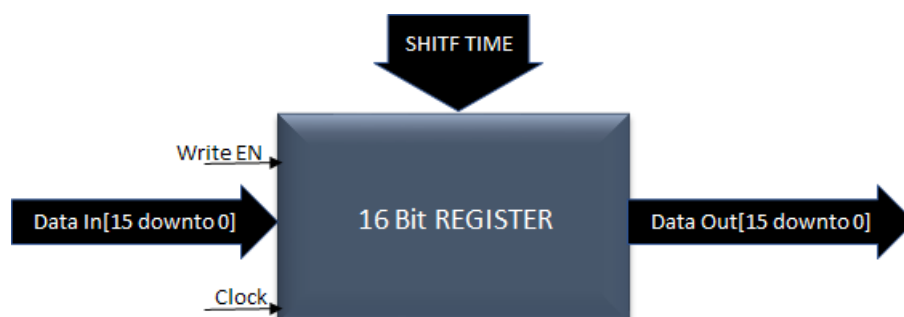 SHITF TIME
Write EN
Data In[15 downto 0]
16 Bit REGISTER
Data Out[15 downto 0]
Clock